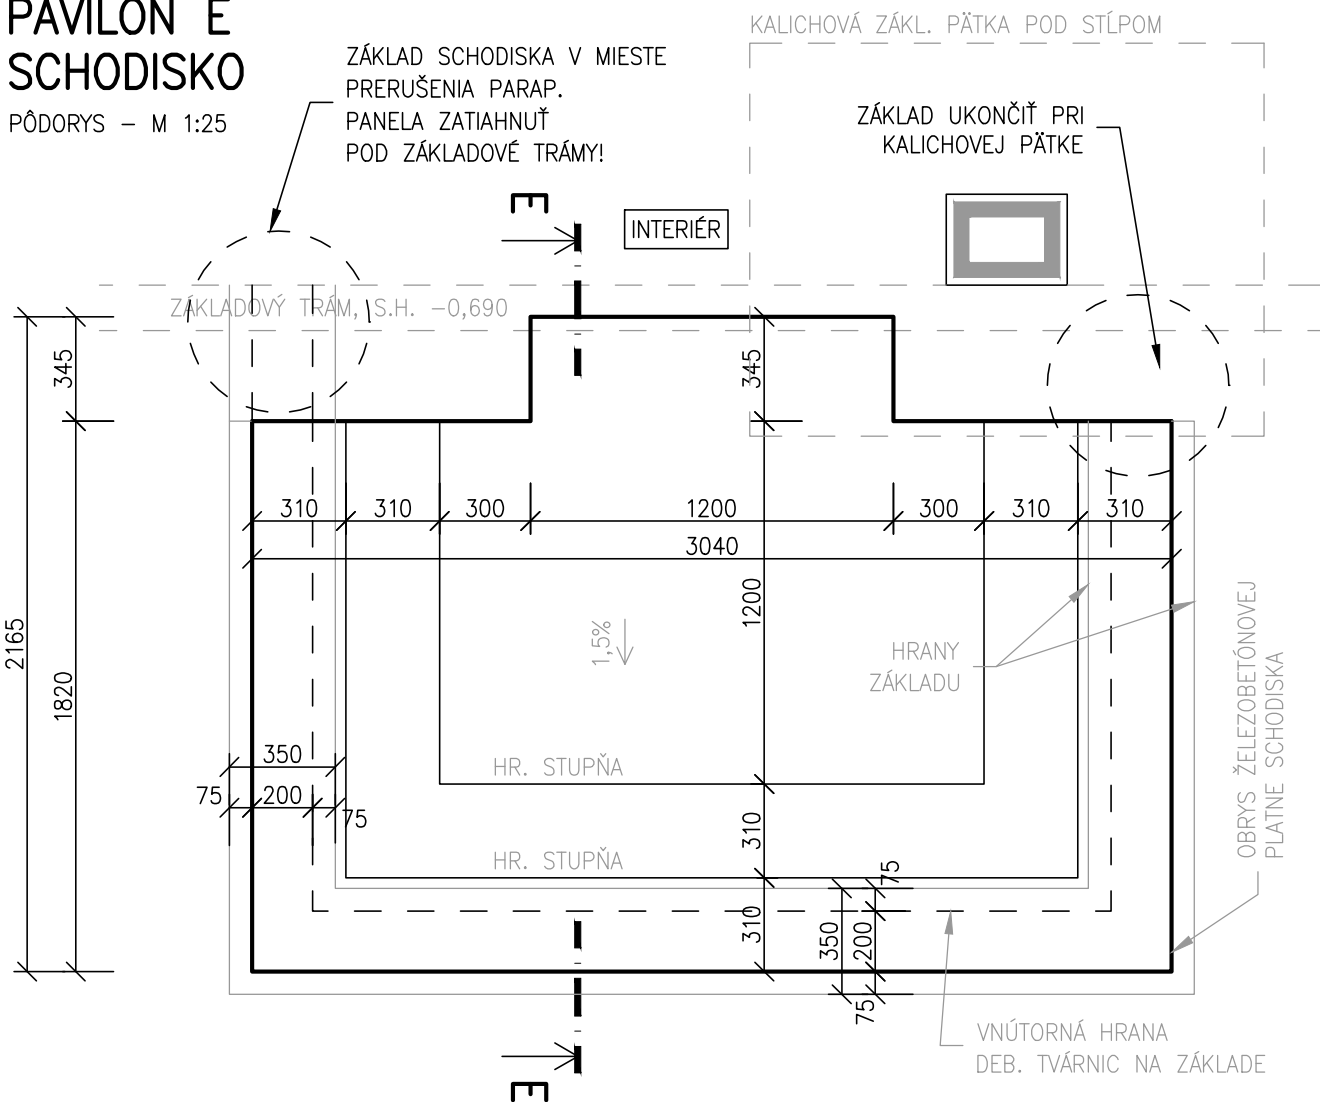 PAVILÓN E
SCHODISKO
PÔDORYS – M 1:25
KALICHOVÁ ZÁKL. PÄTKA POD STĹPOM
ZÁKLAD SCHODISKA V MIESTE
PRERUŠENIA PARAP.
PANELA ZATIAHNUŤ
POD ZÁKLADOVÉ TRÁMY!
ZÁKLAD UKONČIŤ PRI
KALICHOVEJ PÄTKE
E
INTERIÉR
ZÁKLADOVÝ TRÁM, S.H. –0,690
345
345
310
310
300
1200
300
310
310
3040
1200
2165
1820
1,5%
HRANY
ZÁKLADU
OBRYS ŽELEZOBETÓNOVEJ
PLATNE SCHODISKA
350
75
200
75
HR. STUPŇA
310
HR. STUPŇA
310
75
350
200
75
VNÚTORNÁ HRANA
DEB. TVÁRNIC NA ZÁKLADE
E